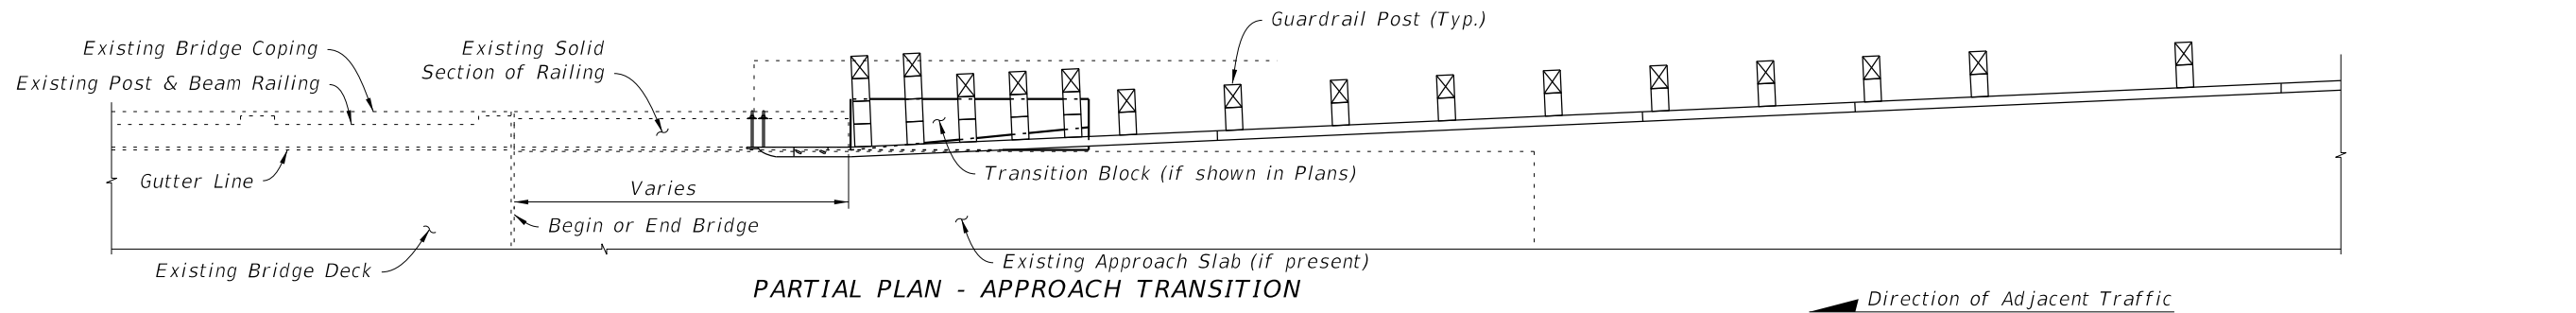 Guardrail Post (Typ.)
Existing Bridge Coping
Existing Solid
Section of Railing
Existing Post & Beam Railing
Transition Block (if shown in Plans)
Gutter Line
Varies
Begin or End Bridge
Existing Approach Slab (if present)
Existing Bridge Deck
PARTIAL PLAN - APPROACH TRANSITION
Direction of Adjacent Traffic